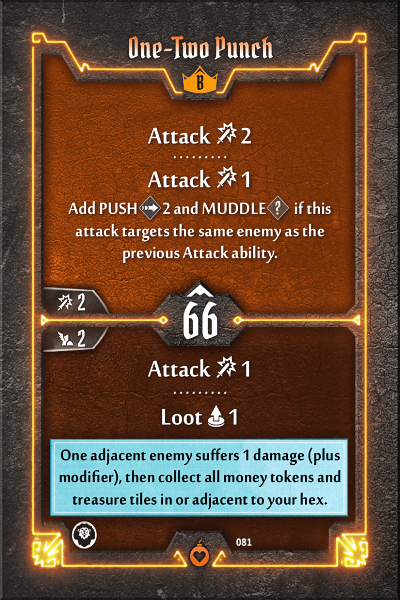 One-Two Punch
B
Attack 2
Attack 1
Add PUSH 2 and MUDDLE ? if this
attack targets the same enemy as the
previous Attack ability.
2
66
2
Attack 1
Loot 1
One adjacent enemy suffers 1 damage (plus
modifier), then collect all money tokens and
treasure tiles in or adjacent to your hex.
081